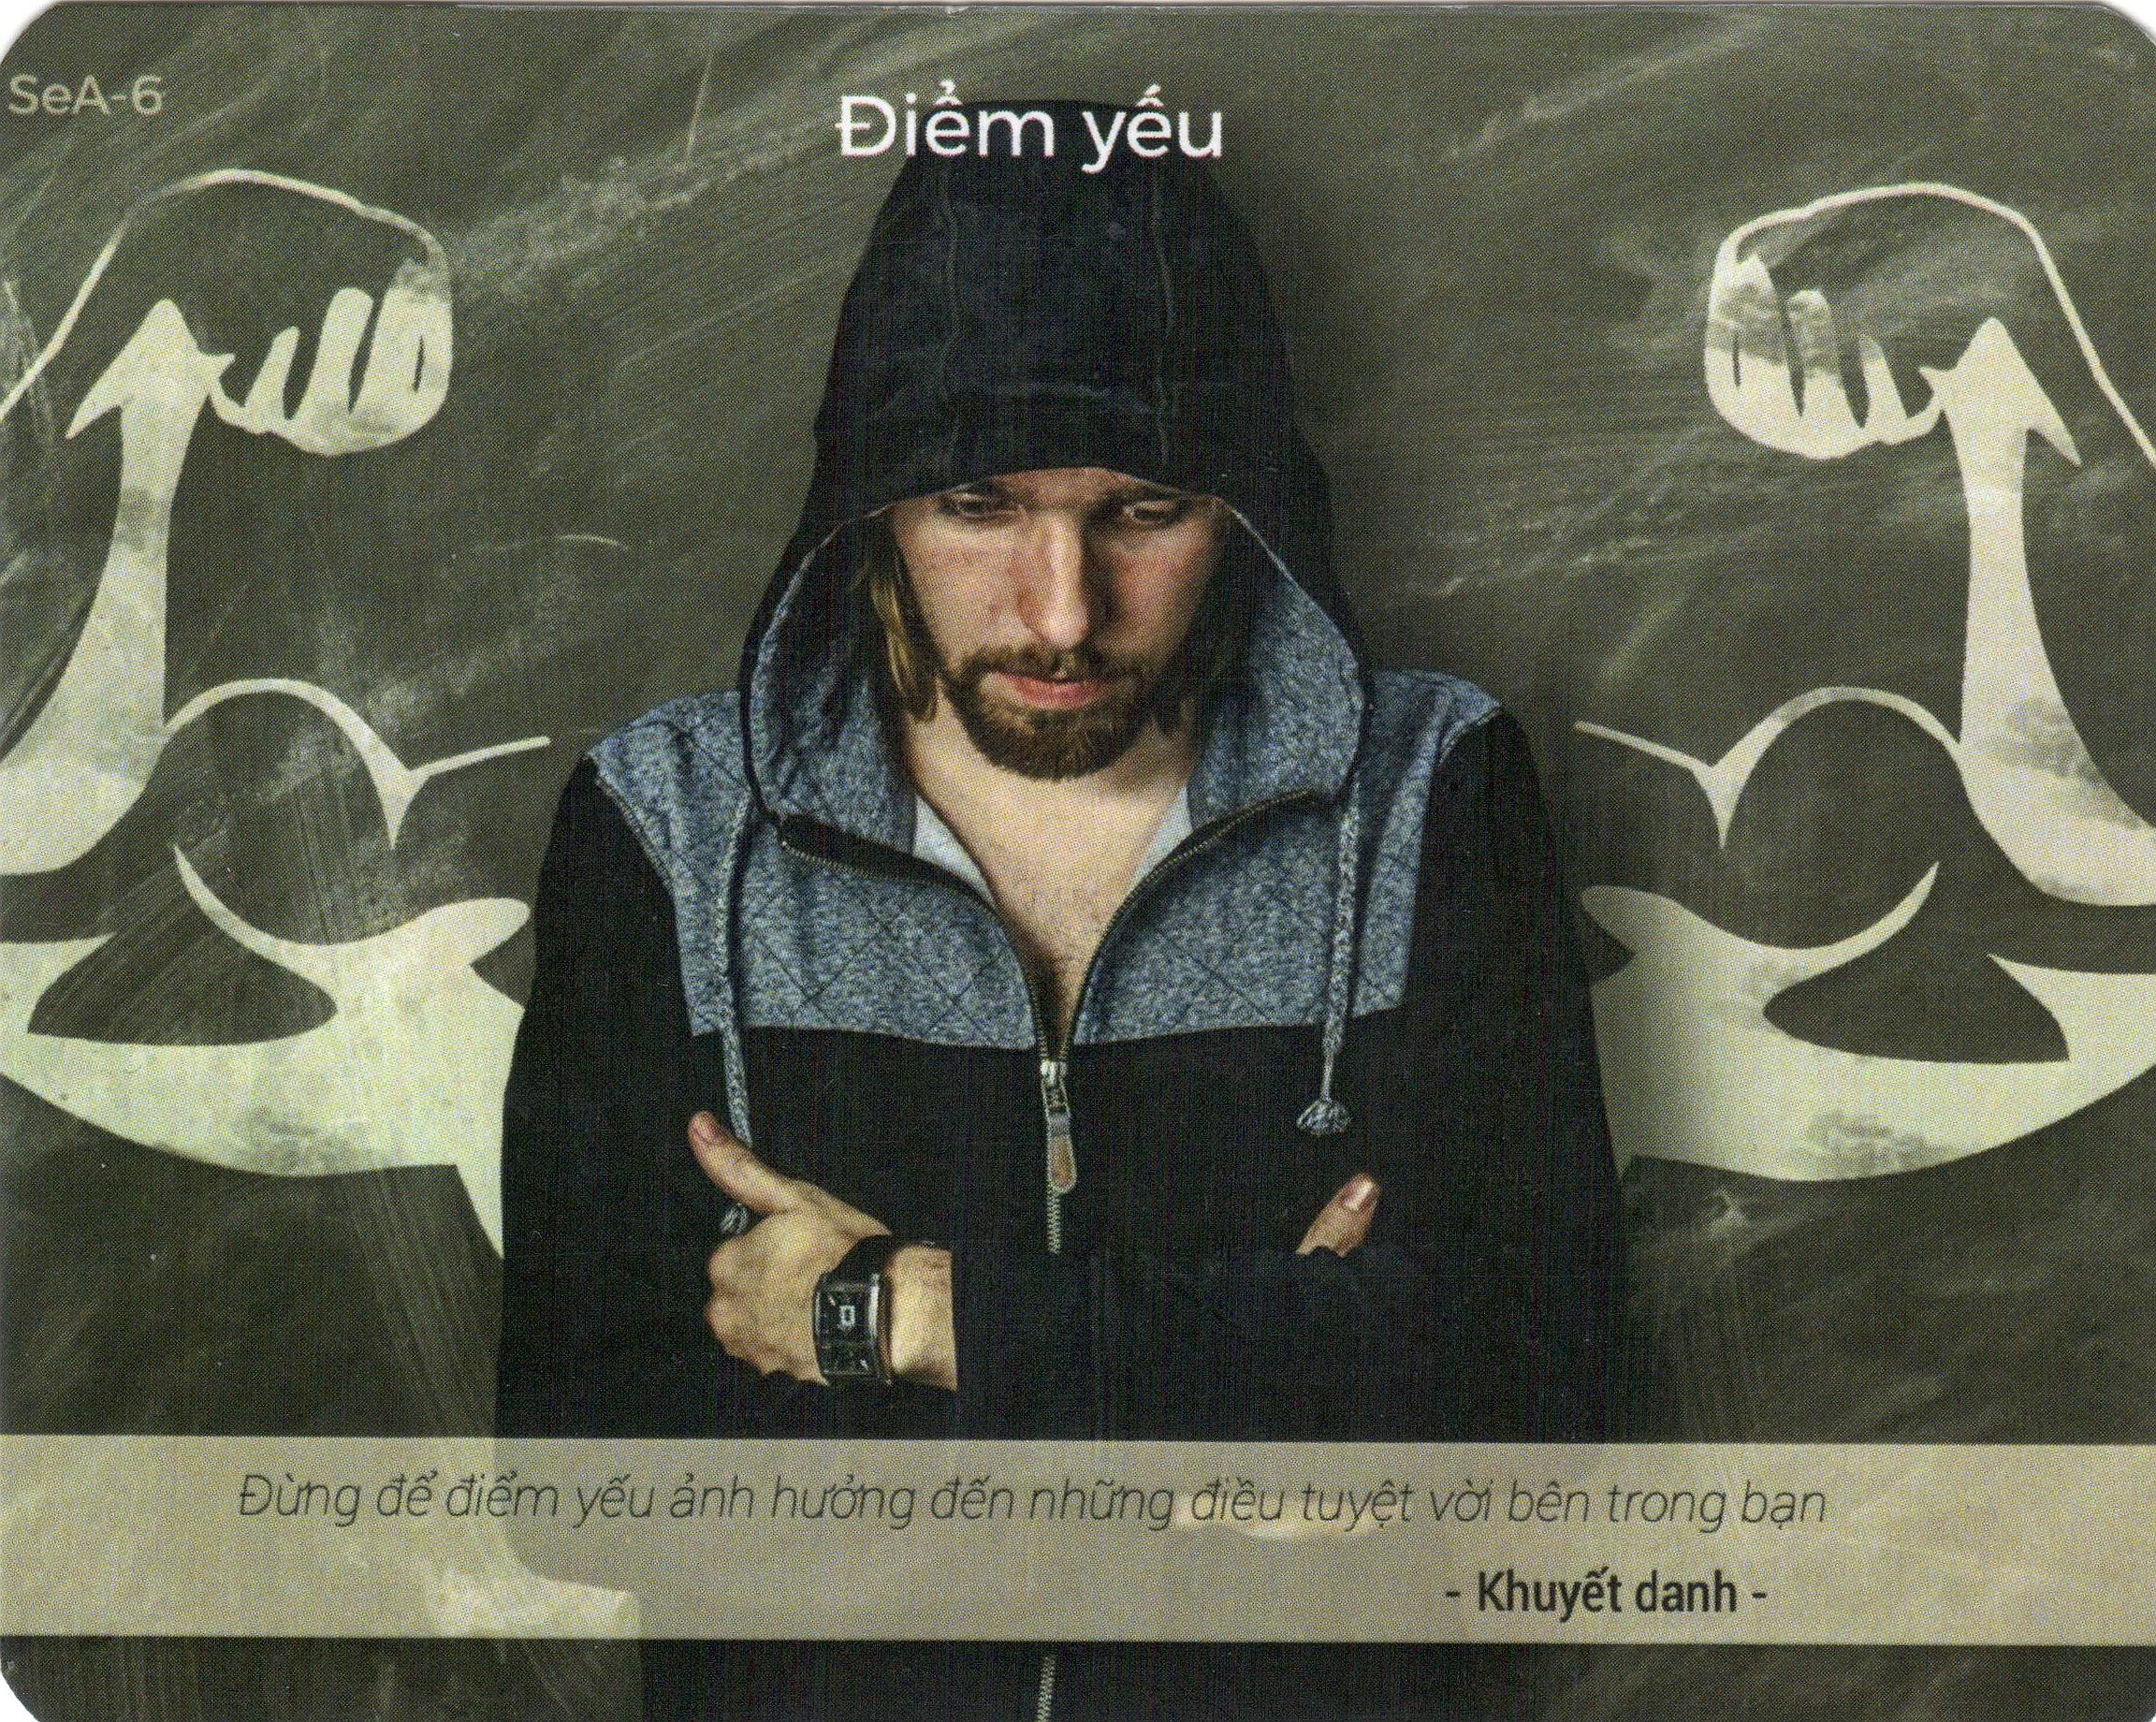 SeA-6
Điểm yếu
Đừng để điểm yếu ảnh hưởng đến những điều tuyệt vời bên trong bạn
- Khuyết danh -